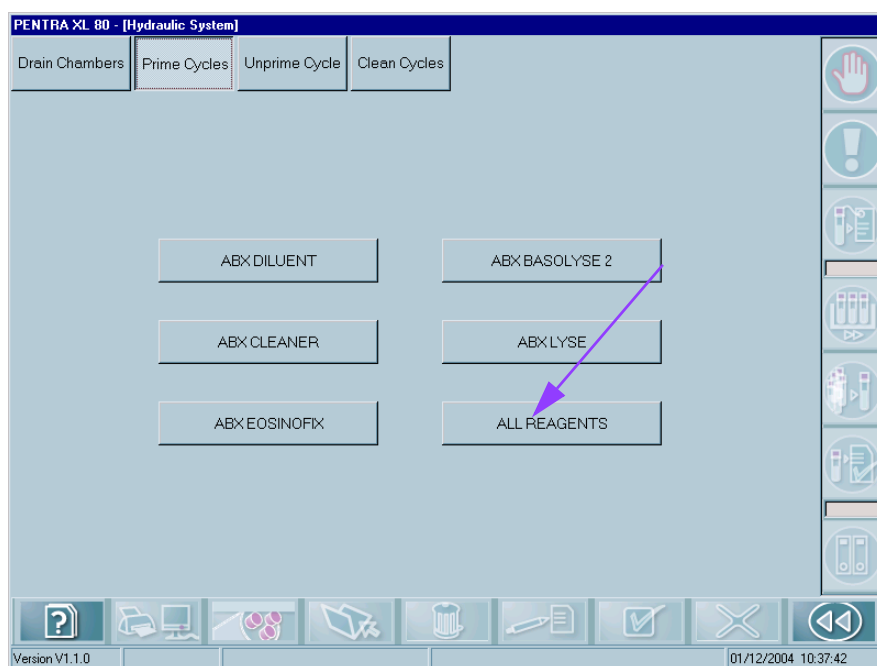 PENTRA XL 80 - [Hydraulic System]
Drain Chambers Prime Cycles Unprime Cycle Clean Cycles
ABX DILUENT ABX BASOLYSE 2
ABX CLEANER ABX LYSE
ABX EOSINOFIX ALL REAGENTS
Version V1.1.0 01/12/2004 10:37:42